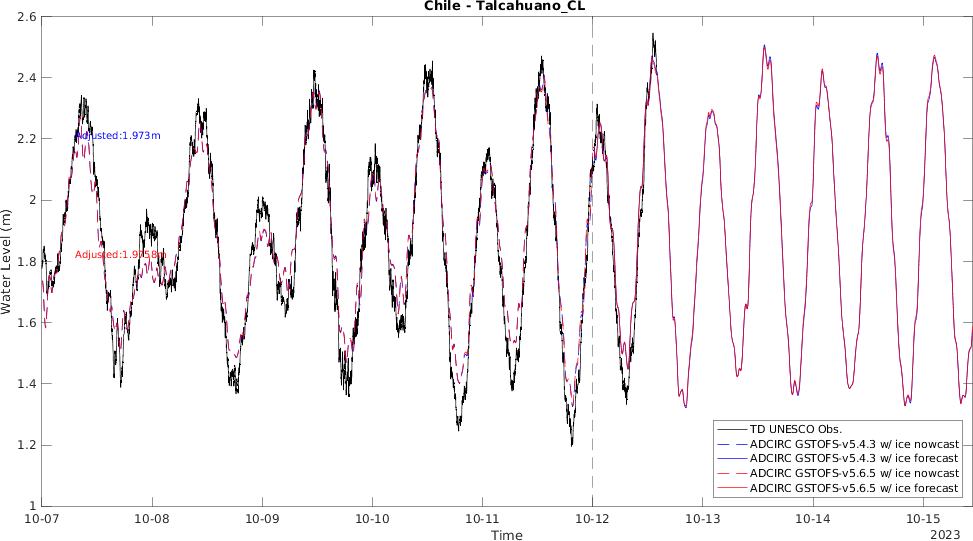 Chile - Talcahuano_CL
2.6
2.4
2.2
2
1.8
1.6
1.4
1.2
1
Water Level (m)
Adjusted:1.973m
10-07
10-08
10-09
10-10
10-11
10-12
10-13
10-14
10-15
Time
2023
TD UNESCO Obs.
ADCIRC GSTOFS-v5.4.3 w/ ice nowcast
ADCIRC GSTOFS-v5.4.3 w/ ice forecast
ADCIRC GSTOFS-v5.6.5 w/ ice nowcast
ADCIRC GSTOFS-v5.6.5 w/ ice forecast